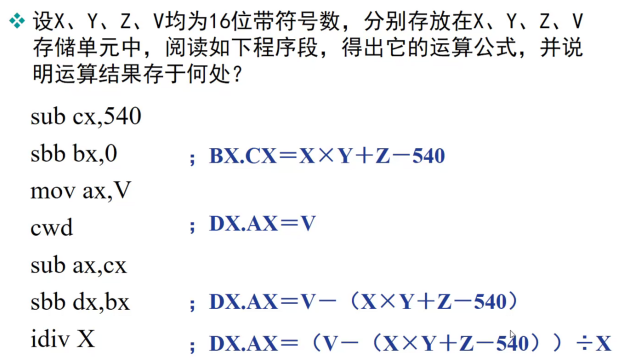 ❖ 设X、Y、Z、V均为16位带符号数，分别存放在X、Y、Z、V
存储单元中，阅读如下程序段，得出它的运算公式，并说
明运算结果存于何处？
sub cx,540
sbb bx,0 ；BX.CX＝X×Y＋Z－540
mov ax,V
cwd ；DX.AX＝V
sub ax,cx
sbb dx,bx ；DX.AX＝V－（X×Y＋Z－540）
idiv X ；DX.AX＝（V－（X×Y＋Z－540））÷X